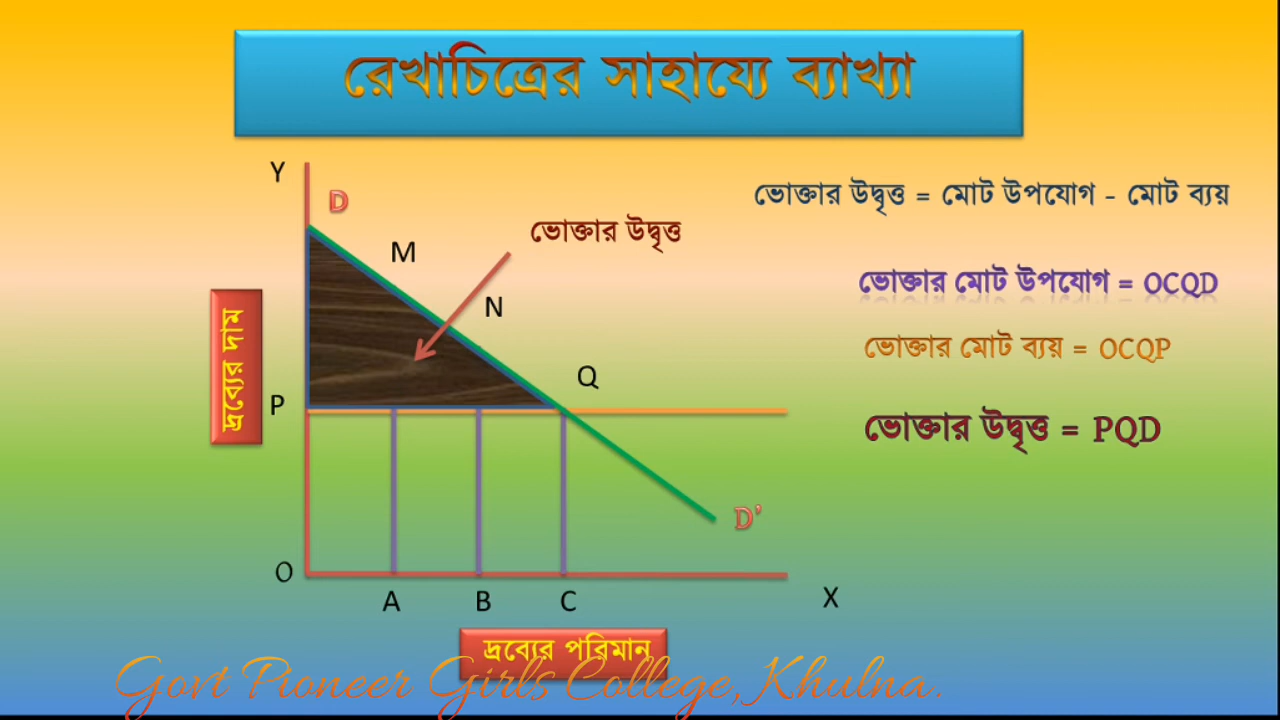 রেখাচিত্রের সাহায্যে ব্যাখ্যা
Y
D
ভোক্তার উদ্বৃত্ত = মোট উপযোগ - মোট ব্যয়
ভোক্তার উদ্বৃত্ত
M
ভোক্তার মোট উপযোগ = OCQD
N
দ্রব্যের দাম
ভোক্তার মোট ব্যয় = OCQP
Q
P
ভোক্তার উদ্বৃত্ত = PQD
D’
O
A B C X
দ্রব্যের পরিমান
Govt Pioneer Girls College, Khulna.